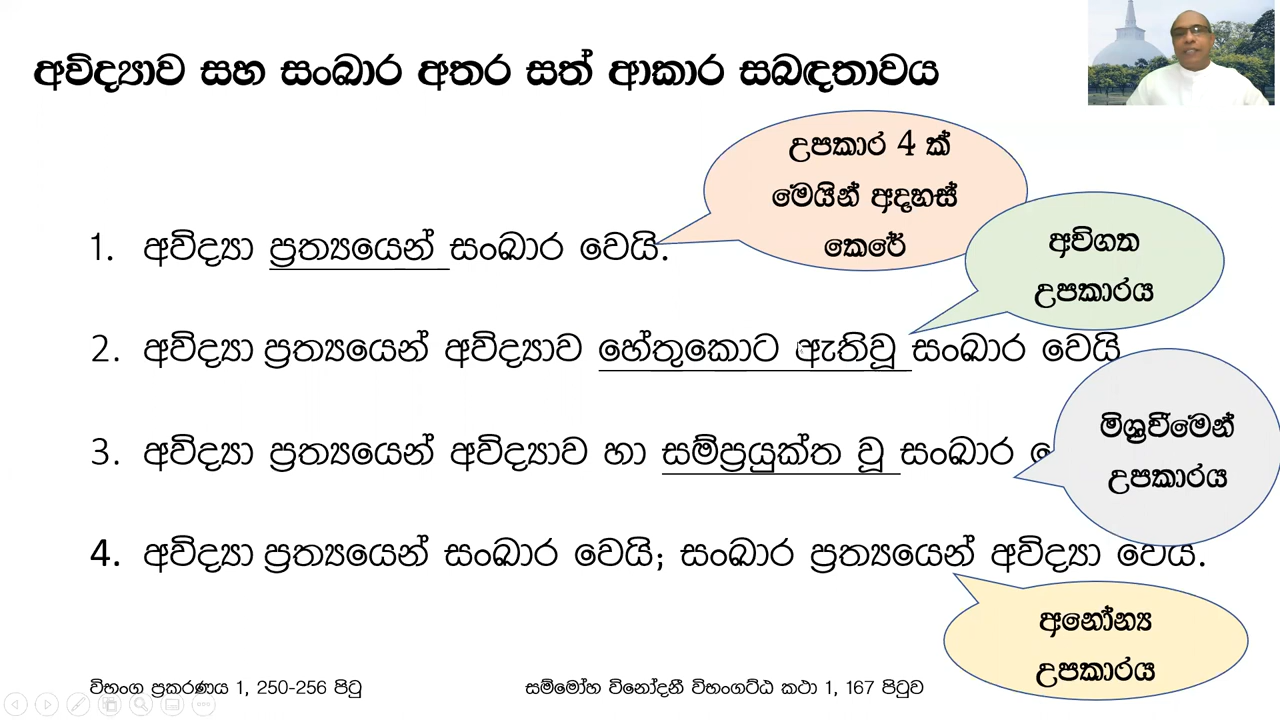 අවිද්‍යාව සහ සංඛාර අතර සත් ආකාර සබඳතාවය
උපකාර 4 ක්
මෙයින් අදහස්
කෙරේ
1. අවිද්‍යා ප්‍රත්‍යයෙන් සංඛාර වෙයි.
අවිගත
උපකාරය
2. අවිද්‍යා ප්‍රත්‍යයෙන් අවිද්‍යාව හේතුකොට ඇතිවූ සංඛාර වෙයි
මිශ්‍රවීමෙන්
උපකාරය
3. අවිද්‍යා ප්‍රත්‍යයෙන් අවිද්‍යාව හා සම්ප්‍රයුක්ත වූ සංඛාර
4. අවිද්‍යා ප්‍රත්‍යයෙන් සංඛාර වෙයි; සංඛාර ප්‍රත්‍යයෙන් අවිද්‍යා වෙයි.
අනෝන්‍ය
උපකාරය
විභංග ප්‍රකරණය 1, 250-256 පිටු
සම්මෝහ විනෝදනී විභංගට්ඨ කථා 1, 167 පිටුව